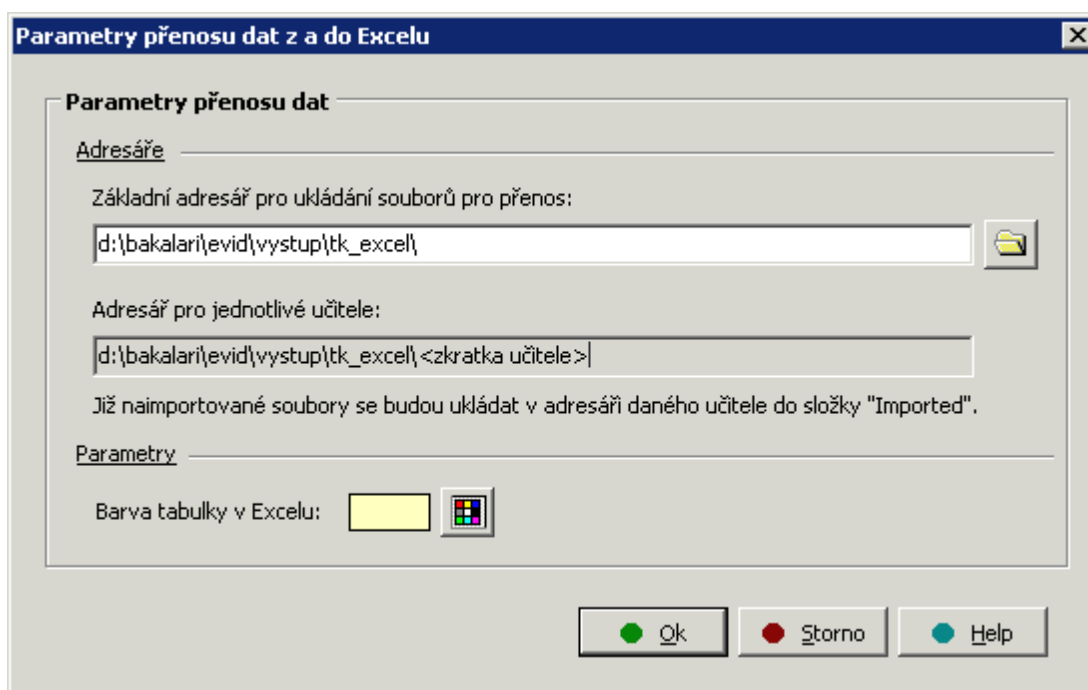 Parametry přenosu dat z a do Excelu
Parametry přenosu dat
Adresáře
Základní adresář pro ukládání souborů pro přenos:
d:\bakalari\evid\vystup\tk_excel\
Adresář pro jednotlivé učitele:
d:\bakalari\evid\vystup\tk_excel\<zkratka učitele>
Již naimportované soubory se budou ukládat v adresáři daného učitele do složky "Imported".
Parametry
Barva tabulky v Excelu:
Ok Storno Help